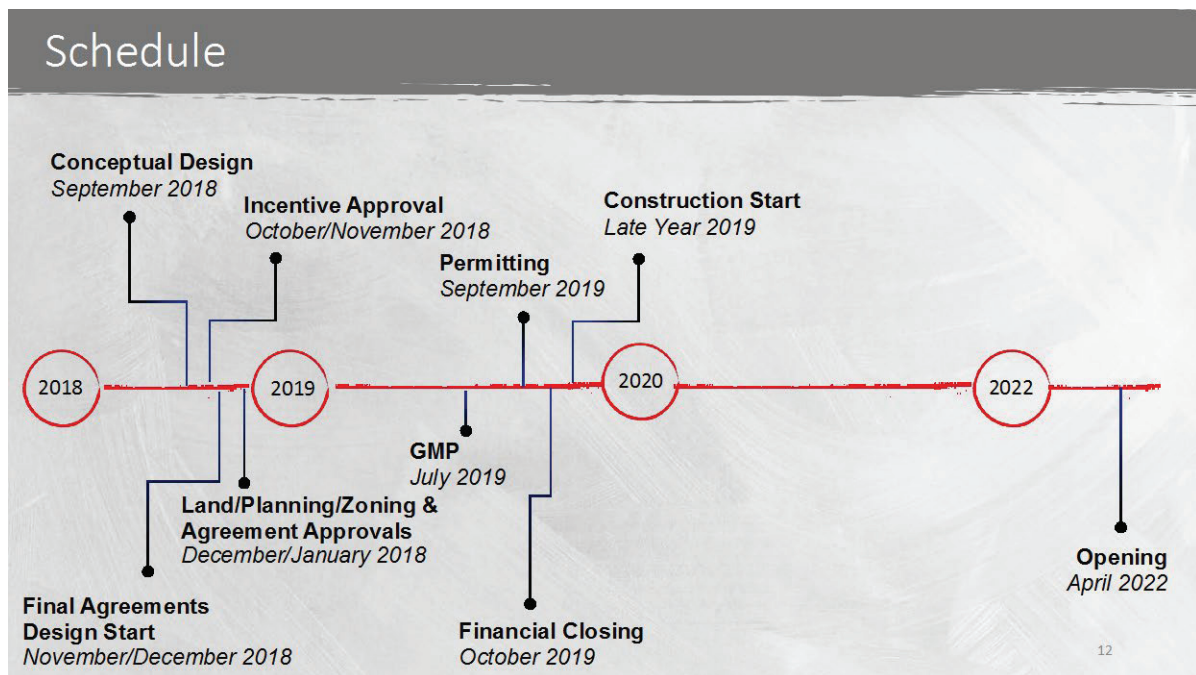 Schedule
Conceptual Design
September 2018
Incentive Approval
October/November 2018
Construction Start
Late Year 2019
Permitting
September 2019
2018
2019
2020
2022
GMP
July 2019
Land/Planning/Zoning &
Agreement Approvals
December/January 2018
Opening
April 2022
Final Agreements
Design Start
November/December 2018
Financial Closing
October 2019
12